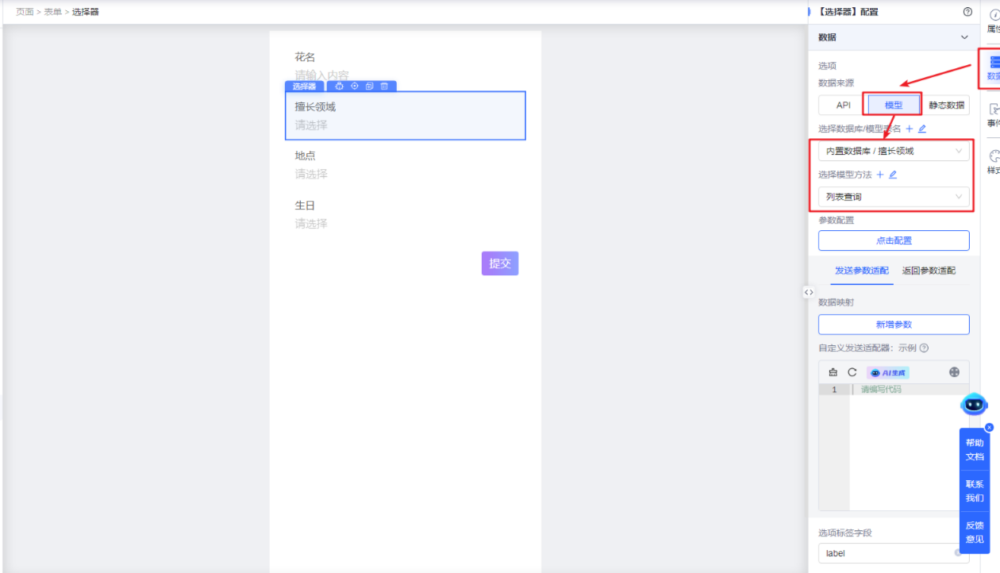 页面 > 表单 > 选择器
花名
请输入内容
选择器
擅长领域
请选择
地点
请选择
生日
请选择
提交
【选择器】配置
数据
选项
数据来源
API
模型
静态数据
选择数据库/模型表名
内置数据库 / 擅长领域
选择模型方法
列表查询
参数配置
点击配置
发送参数适配
返回参数适配
数据映射
新增参数
自定义发送适配器: 示例
AI生成
1
请编写代码
选项标签字段
label
属性
数据
事件
样式
帮助
文档
联系
我们
反馈
意见